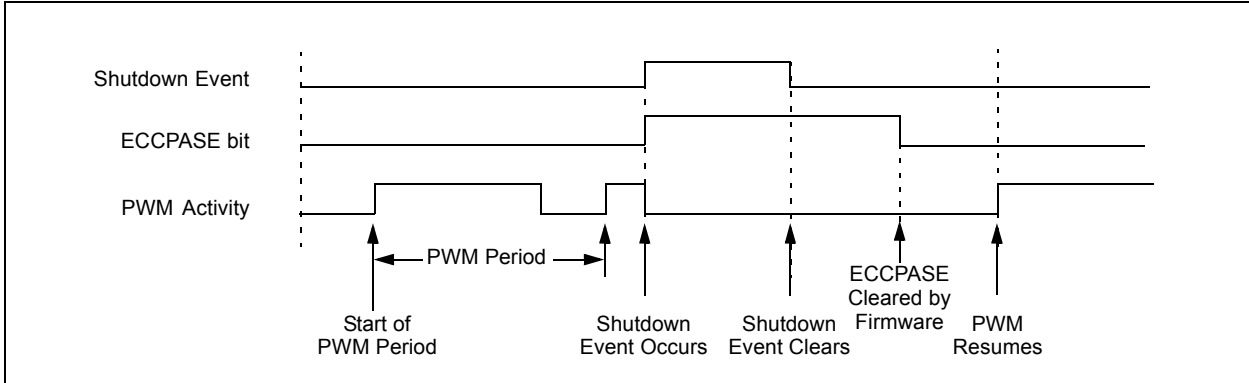 Shutdown Event
ECCPASE bit
PWM Activity
PWM Period
Start of
PWM Period
Shutdown
Event Occurs
Shutdown
Event Clears
ECCPASE
Cleared by
Firmware
PWM
Resumes